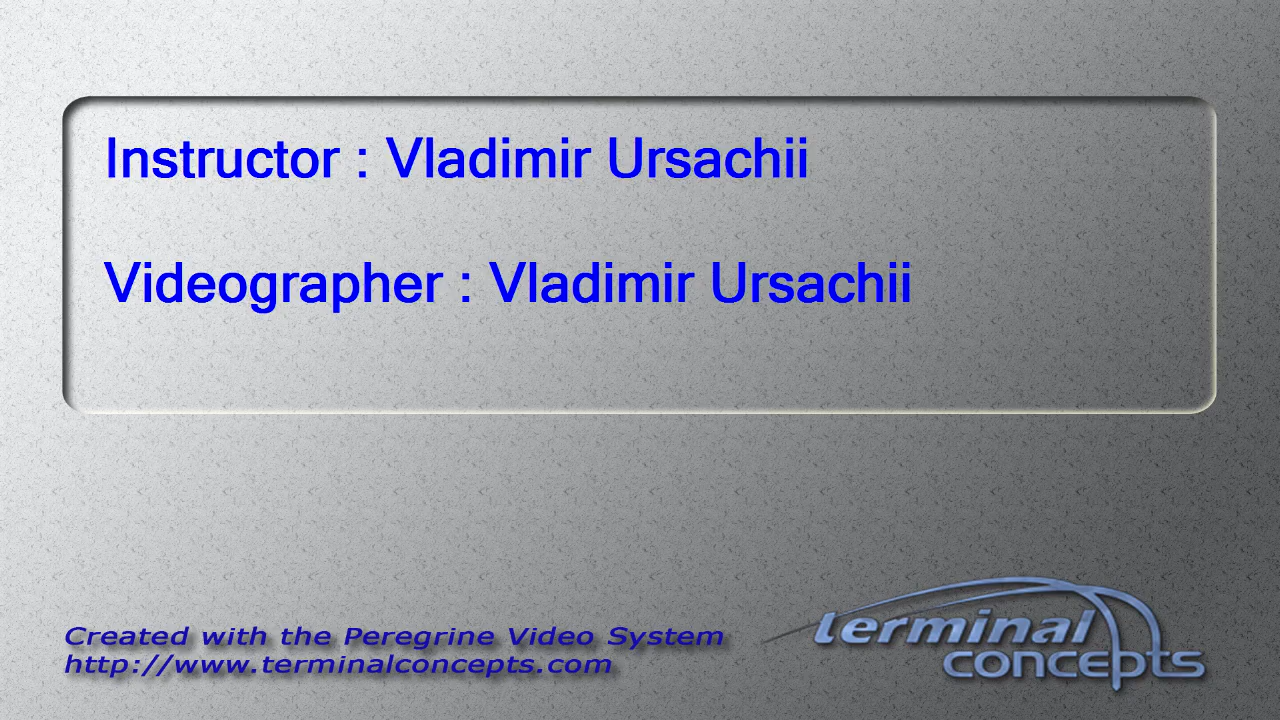 Instructor : Vladimir Ursachii
Videographer : Vladimir Ursachii
Created with the Peregrine Video System
http://www.terminalconcepts.com
terminal
concepts